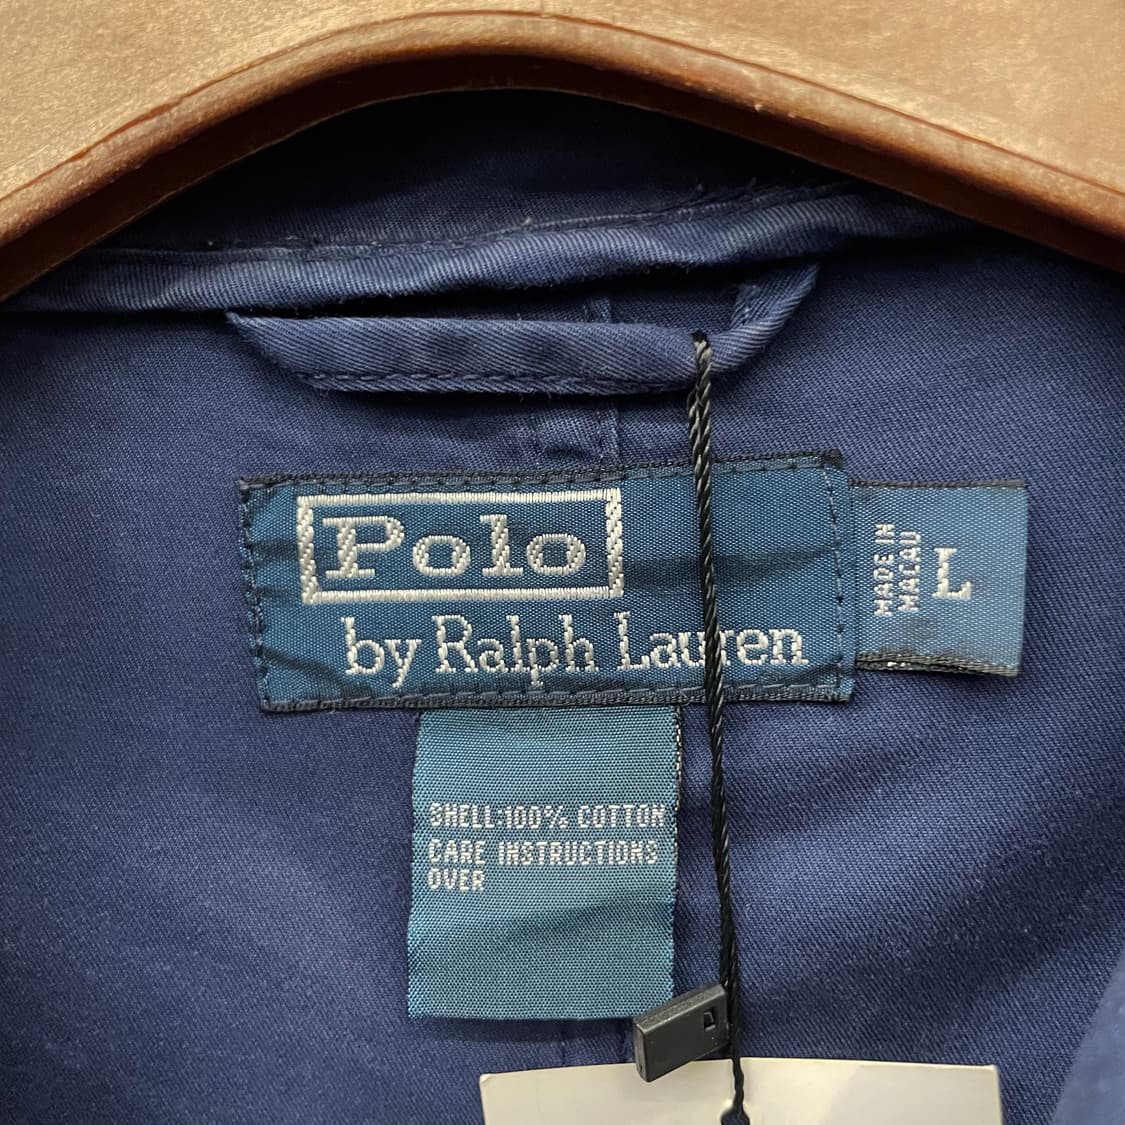 Polo
by Ralph Lauren
MADE IN
MACAU
L
SHELL:100% COTTON
CARE INSTRUCTIONS
OVER